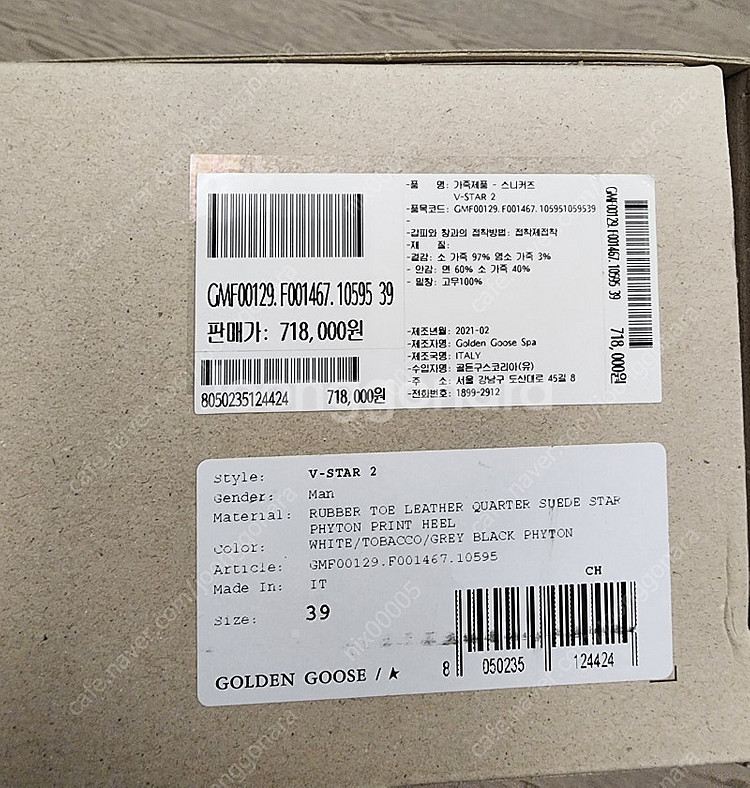 GMF00129.F001467.10595 39
판매가: 718,000원
8050235124424 718,000원
-품 명: 가죽제품 - 스니커즈
V-STAR 2
-품목코드: GMF00129.F001467.105951059539
-
-갑피와 창과의 접착방법: 접착제접착
-재 질:
-겉감: 소 가죽 97% 염소 가죽 3%
- 안감: 면 60% 소 가죽 40%
- 밑창: 고무100%
-제조년월: 2021-02
-제조자명: Golden Goose Spa
-제조국명: ITALY
-수입자명: 골든구스코리아(유)
-주 소: 서울 강남구 도산대로 45길 8
-전화번호: 1899-2912
GMF00129.F001467.10595 39 718,000원
Style: V-STAR 2
Gender: Man
Material: RUBBER TOE LEATHER QUARTER SUEDE STAR
PHYTON PRINT HEEL
Color: WHITE/TOBACCO/GREY BLACK PHYTON
Article: GMF00129.F001467.10595
Made In: IT
CH
Size: 39
8 050235 124424
GOLDEN GOOSE / ★